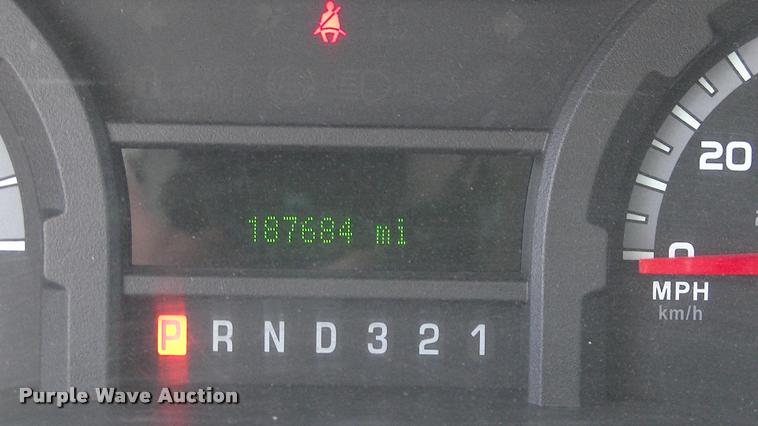 20
187684 mi
0
MPH
km/h
P R N D 3 2 1
Purple Wave Auction